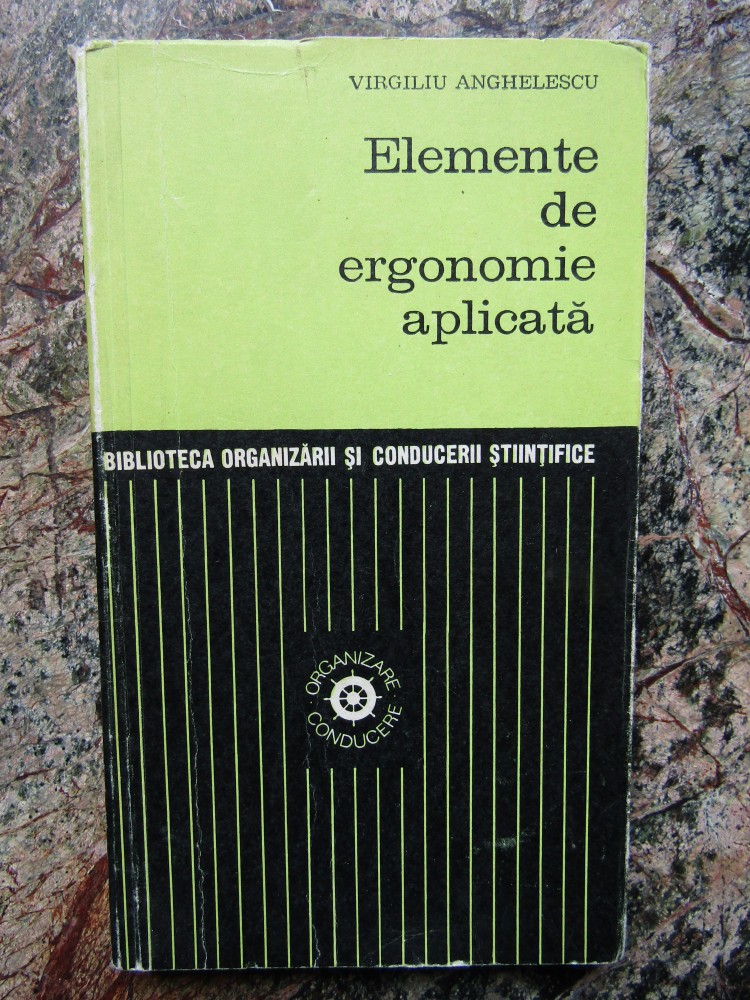 VIRGILIU ANGHELESCU
Elemente
de
ergonomie
aplicată
BIBLIOTECA ORGANIZĂRII ȘI CONDUCERII ȘTIINȚIFICE
ORGANIZARE
CONDUCERE